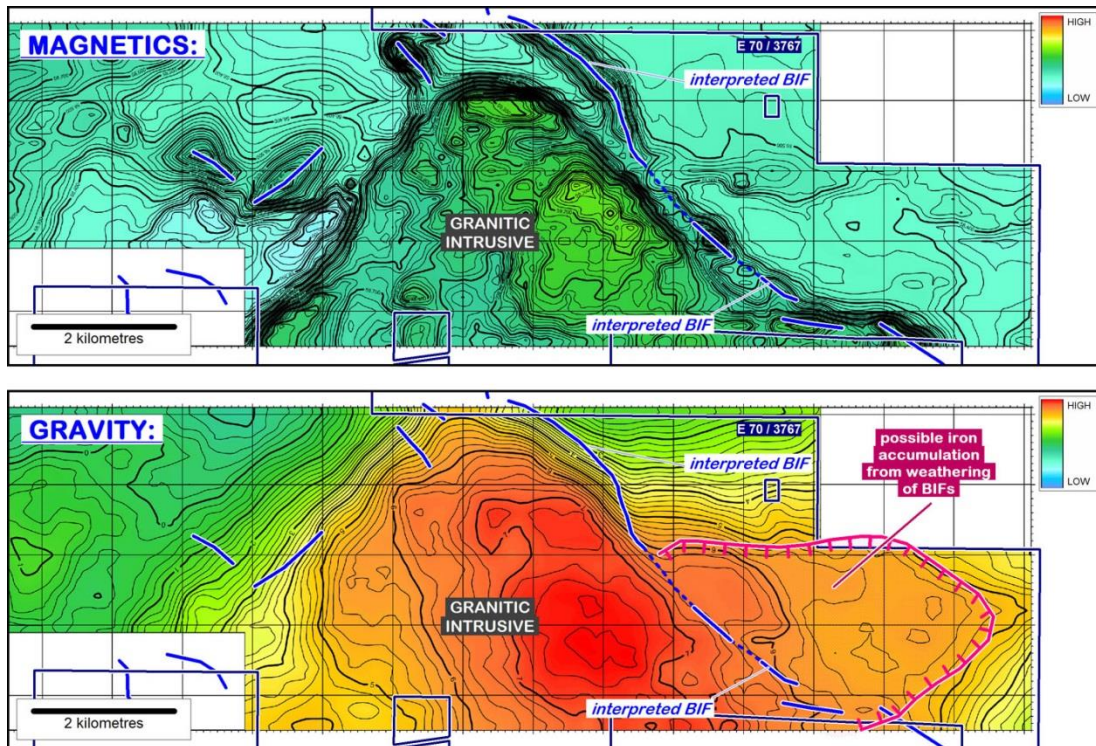 MAGNETICS:
HIGH
LOW
E 70 / 3767
interpreted BIF
GRANITIC
INTRUSIVE
interpreted BIF
2 kilometres
GRAVITY:
HIGH
LOW
E 70 / 3767
possible iron
accumulation
from weathering
of BIFs
interpreted BIF
GRANITIC
INTRUSIVE
interpreted BIF
2 kilometres